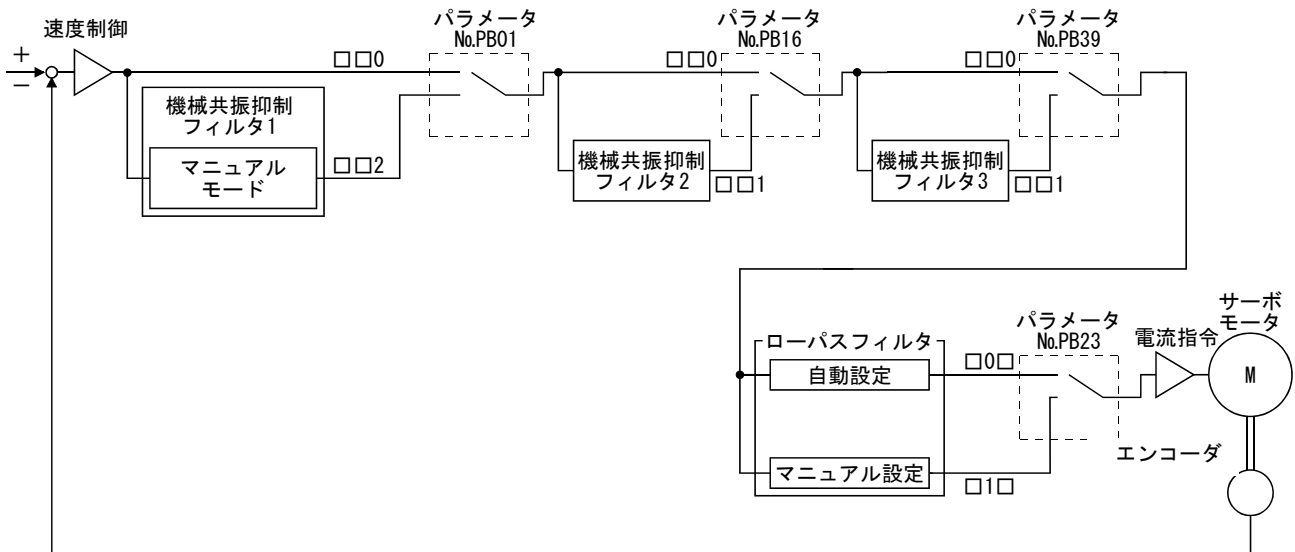 速度制御
+
−
機械共振抑制
フィルタ1
マニュアル
モード
□□0
□□2
パラメータ
No.PB01
□□0
機械共振抑制
フィルタ2
□□1
パラメータ
No.PB16
□□0
機械共振抑制
フィルタ3
□□1
パラメータ
No.PB39
ローパスフィルタ
自動設定
マニュアル設定
□0□
□1□
パラメータ
No.PB23
電流指令
サーボ
モータ
M
エンコーダ